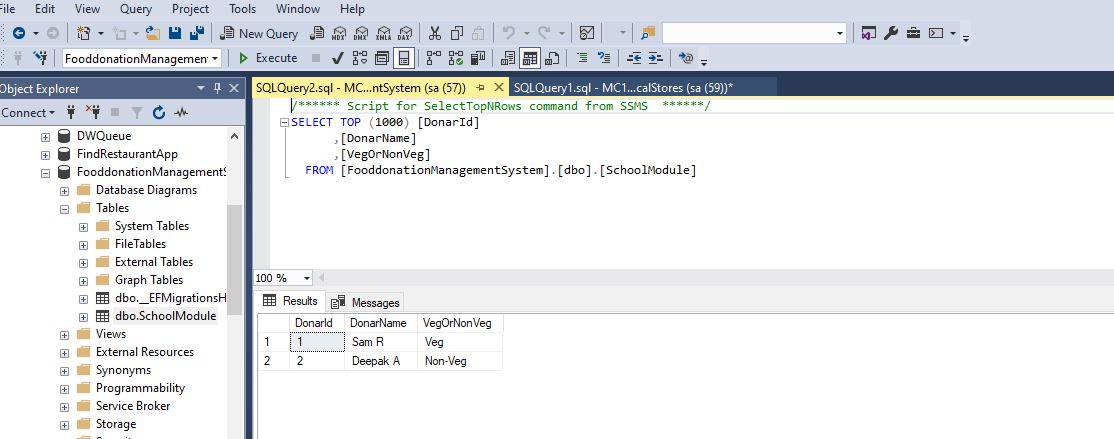 File Edit View Query Project Tools Window Help
New Query MDX DMX XMLA DAX
FooddonationManagement Execute
Object Explorer
SQLQuery2.sql - MC...ntSystem (sa (57)) SQLQuery1.sql - MC1...calStores (sa (59))*
Connect
DWQueue
FindRestaurantApp
FooddonationManagementS
Database Diagrams
Tables
System Tables
FileTables
External Tables
Graph Tables
dbo.__EFMigrationsH
dbo.SchoolModule
Views
External Resources
Synonyms
Programmability
Service Broker
Storage
/****** Script for SelectTopNRows command from SSMS ******/
SELECT TOP (1000) [DonarId]
,[DonarName]
,[VegOrNonVeg]
FROM [FooddonationManagementSystem].[dbo].[SchoolModule]
100 %
Results Messages
DonarId DonarName VegOrNonVeg
1 1 Sam R Veg
2 2 Deepak A Non-Veg